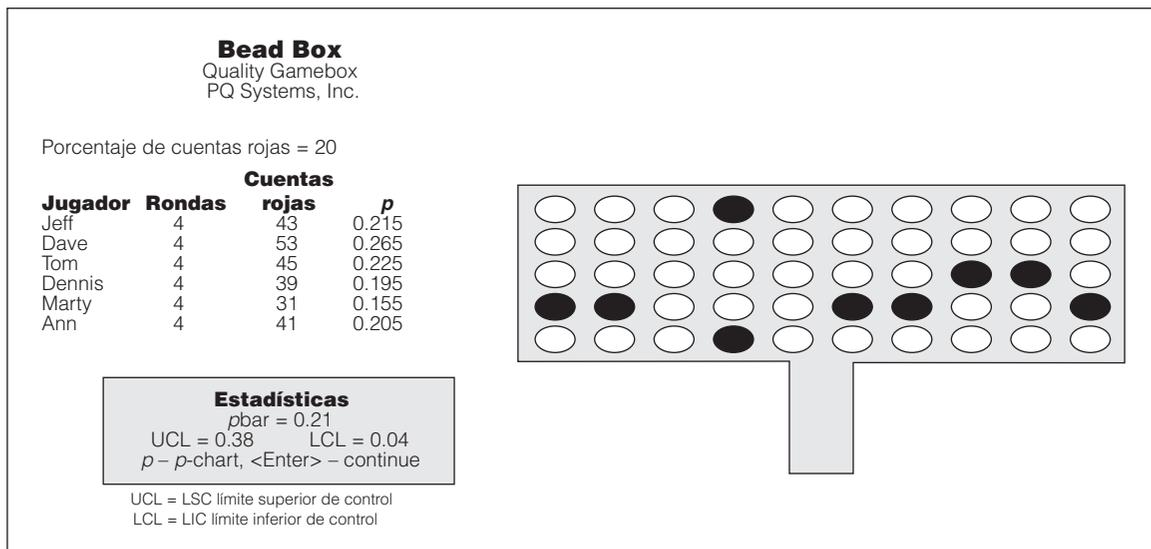 Bead Box
Quality Gamebox
PQ Systems, Inc.
Porcentaje de cuentas rojas = 20
Cuentas
Jugador Rondas rojas p
Jeff 4 43 0.215
Dave 4 53 0.265
Tom 4 45 0.225
Dennis 4 39 0.195
Marty 4 31 0.155
Ann 4 41 0.205
Estadísticas
pbar = 0.21
UCL = 0.38 LCL = 0.04
p – p-chart, <Enter> – continue
UCL = LSC límite superior de control
LCL = LIC límite inferior de control